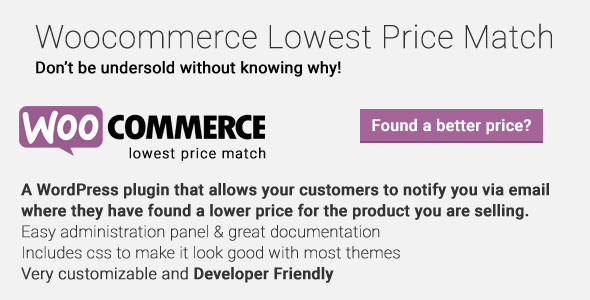 Woocommerce Lowest Price Match
Don't be undersold without knowing why!
WOO COMMERCE
lowest price match
Found a better price?
A WordPress plugin that allows your customers to notify you via email
where they have found a lower price for the product you are selling.
Easy administration panel & great documentation
Includes css to make it look good with most themes
Very customizable and Developer Friendly